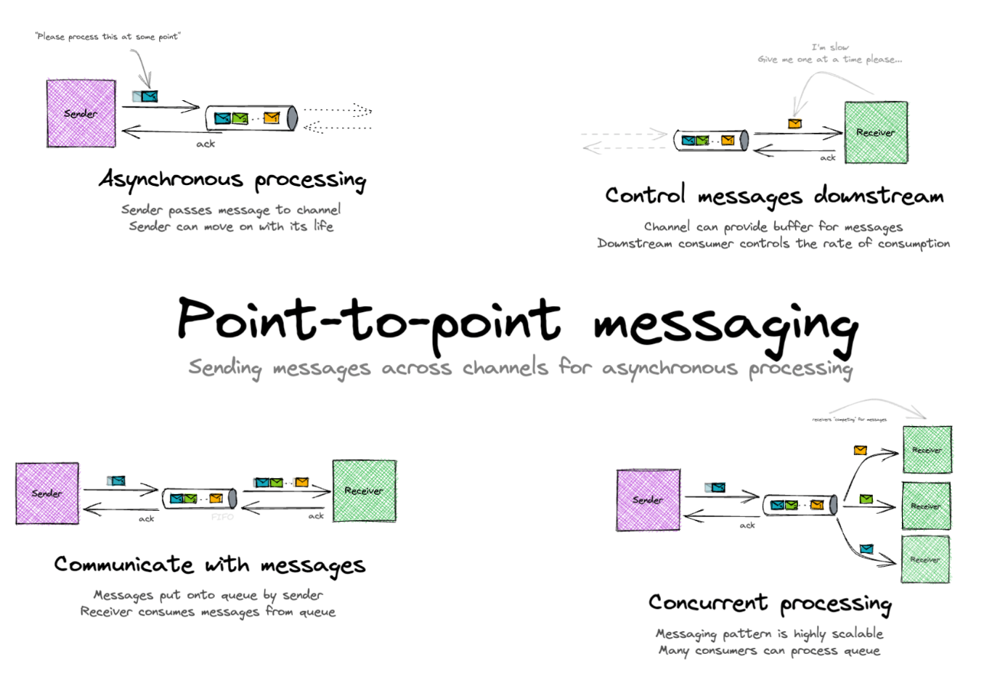 "Please process this at some point"
Sender
ack
Asynchronous processing
Sender passes message to channel
Sender can move on with its life
I'm slow
Give me one at a time please...
Receiver
ack
Control messages downstream
Channel can provide buffer for messages
Downstream consumer controls the rate of consumption
Point-to-point messaging
Sending messages across channels for asynchronous processing
Sender
ack
FIFO
ack
Receiver
Communicate with messages
Messages put onto queue by sender
Receiver consumes messages from queue
receivers "competing" for messages
Sender
ack
Receiver
Receiver
Receiver
Concurrent processing
Messaging pattern is highly scalable
Many consumers can process queue